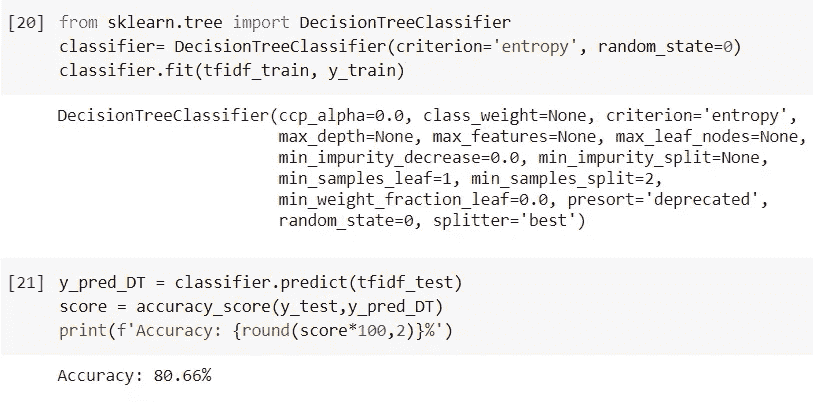 [20] from sklearn.tree import DecisionTreeClassifier
classifier= DecisionTreeClassifier(criterion='entropy', random_state=0)
classifier.fit(tfidf_train, y_train)
DecisionTreeClassifier(ccp_alpha=0.0, class_weight=None, criterion='entropy',
max_depth=None, max_features=None, max_leaf_nodes=None,
min_impurity_decrease=0.0, min_impurity_split=None,
min_samples_leaf=1, min_samples_split=2,
min_weight_fraction_leaf=0.0, presort='deprecated',
random_state=0, splitter='best')
[21] y_pred_DT = classifier.predict(tfidf_test)
score = accuracy_score(y_test,y_pred_DT)
print(f'Accuracy: {round(score*100,2)}%')
Accuracy: 80.66%